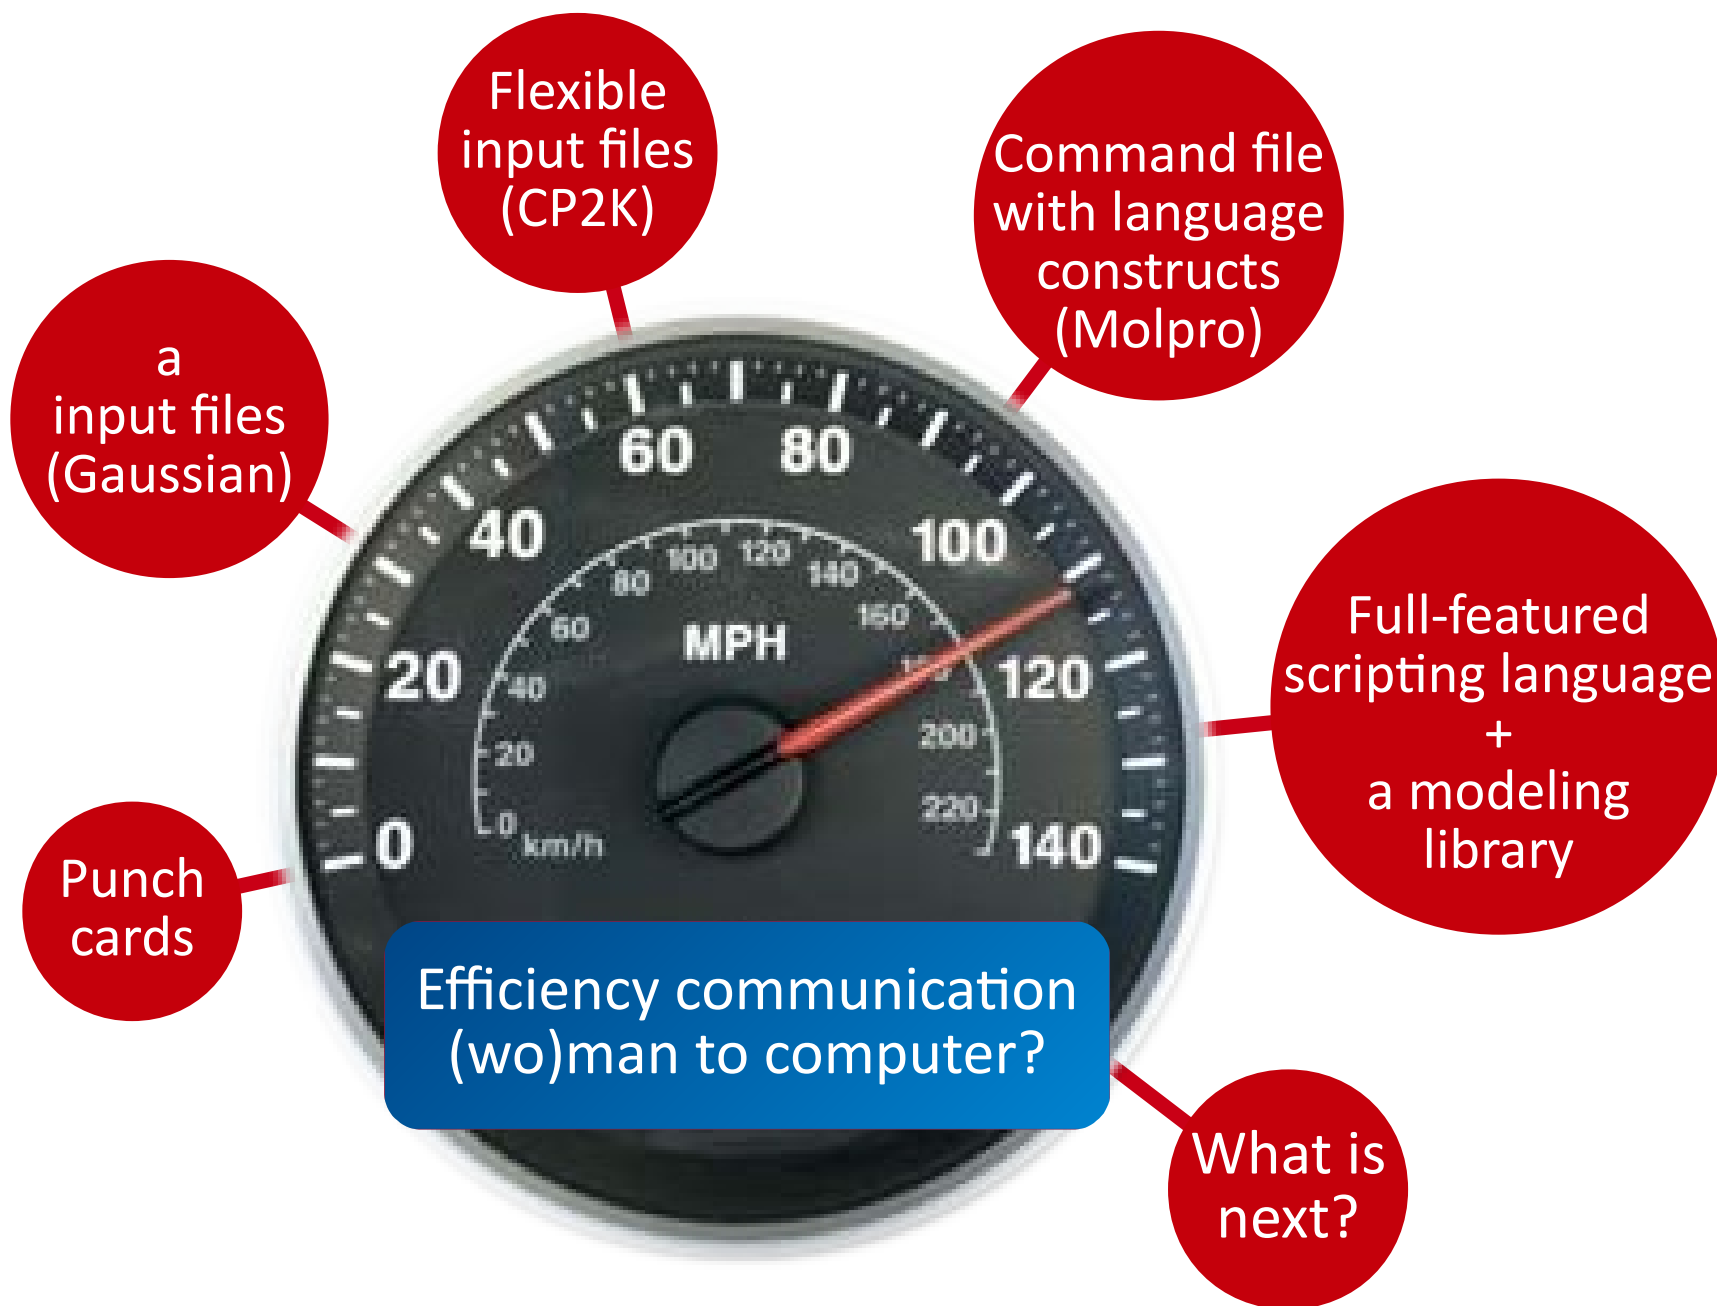 Flexible
input files
(CP2K)
Command file
with language
constructs
(Molpro)
a
input files
(Gaussian)
Full-featured
scripting language
+
a modeling
library
Punch
cards
What is
next?
Efficiency communication
(wo)man to computer?
0
20
40
60
80
100
120
140
MPH
0
20
40
60
80
100
120
140
160
200
220
km/h